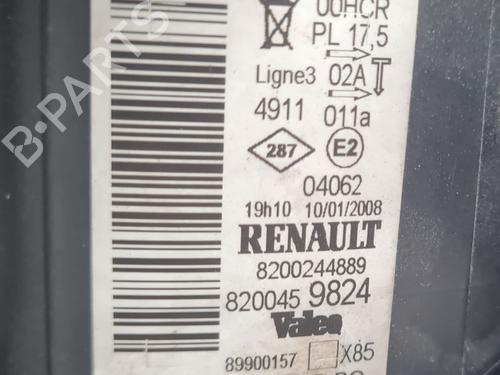 00HCR
PL 17,5
Ligne3 02A
4911 011a
287 E2
04062
19h10 10/01/2008
RENAULT
8200244889
820045 9824
Valeo
89900157 X85
B-PARTS